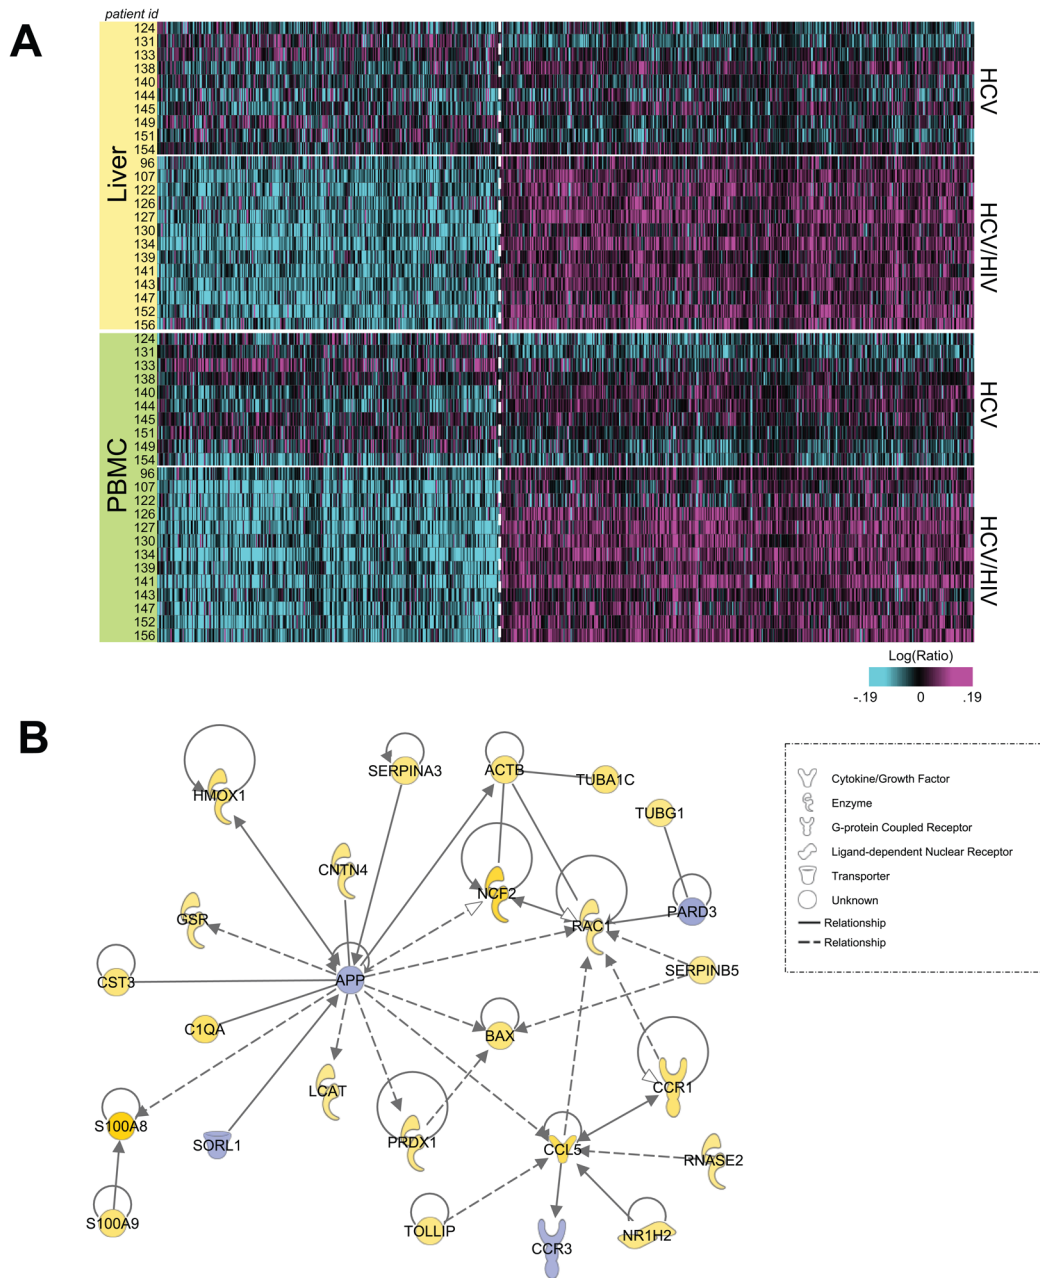 patient id
A
Liver
124
131
133
138
140
144
145
149
151
154
HCV
96
107
122
126
127
130
134
139
141
143
147
152
156
HCV/HIV
PBMC
124
131
133
138
140
144
145
151
149
154
HCV
96
107
122
126
127
130
134
139
141
143
147
152
156
HCV/HIV
Log(Ratio)
-.19 0 .19
B
HMOX1
SERPINA3
ACTB
TUBA1C
TUBG1
CNTN4
NCF2
GSR
RAC1
PARD3
CST3
APP
SERPINB5
C1QA
BAX
LCAT
CCR1
S100A8
SORL1
PRDX1
CCL5
RNASE2
S100A9
TOLLIP
CCR3
NR1H2
Cytokine/Growth Factor
Enzyme
G-protein Coupled Receptor
Ligand-dependent Nuclear Receptor
Transporter
Unknown
Relationship
Relationship